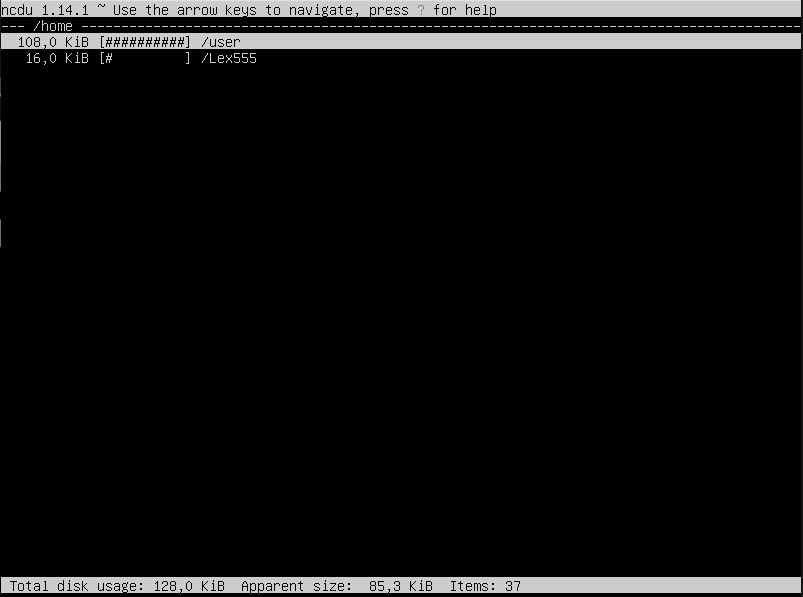 ncdu 1.14.1 ~ Use the arrow keys to navigate, press ? for help
--- /home ------------------------------------------------------------------------------------------
  108,0 KiB [##########] /user
   16,0 KiB [#         ] /Lex555
 Total disk usage: 128,0 KiB  Apparent size:  85,3 KiB  Items: 37